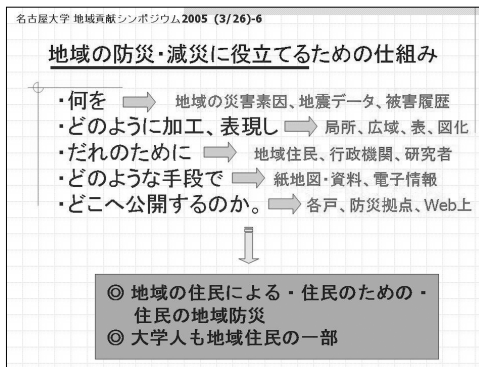 名古屋大学 地域貢献シンポジウム2005 (3/26)-6
地域の防災・減災に役立てるための仕組み
・何を ⇒ 地域の災害素因、地震データ、被害履歴
・どのように加工、表現し ⇒ 局所、広域、表、図化
・だれのために ⇒ 地域住民、行政機関、研究者
・どのような手段で ⇒ 紙地図・資料、電子情報
・どこへ公開するのか。 ⇒ 各戸、防災拠点、Web上
◎ 地域の住民による・住民のための・
住民の地域防災
◎ 大学人も地域住民の一部